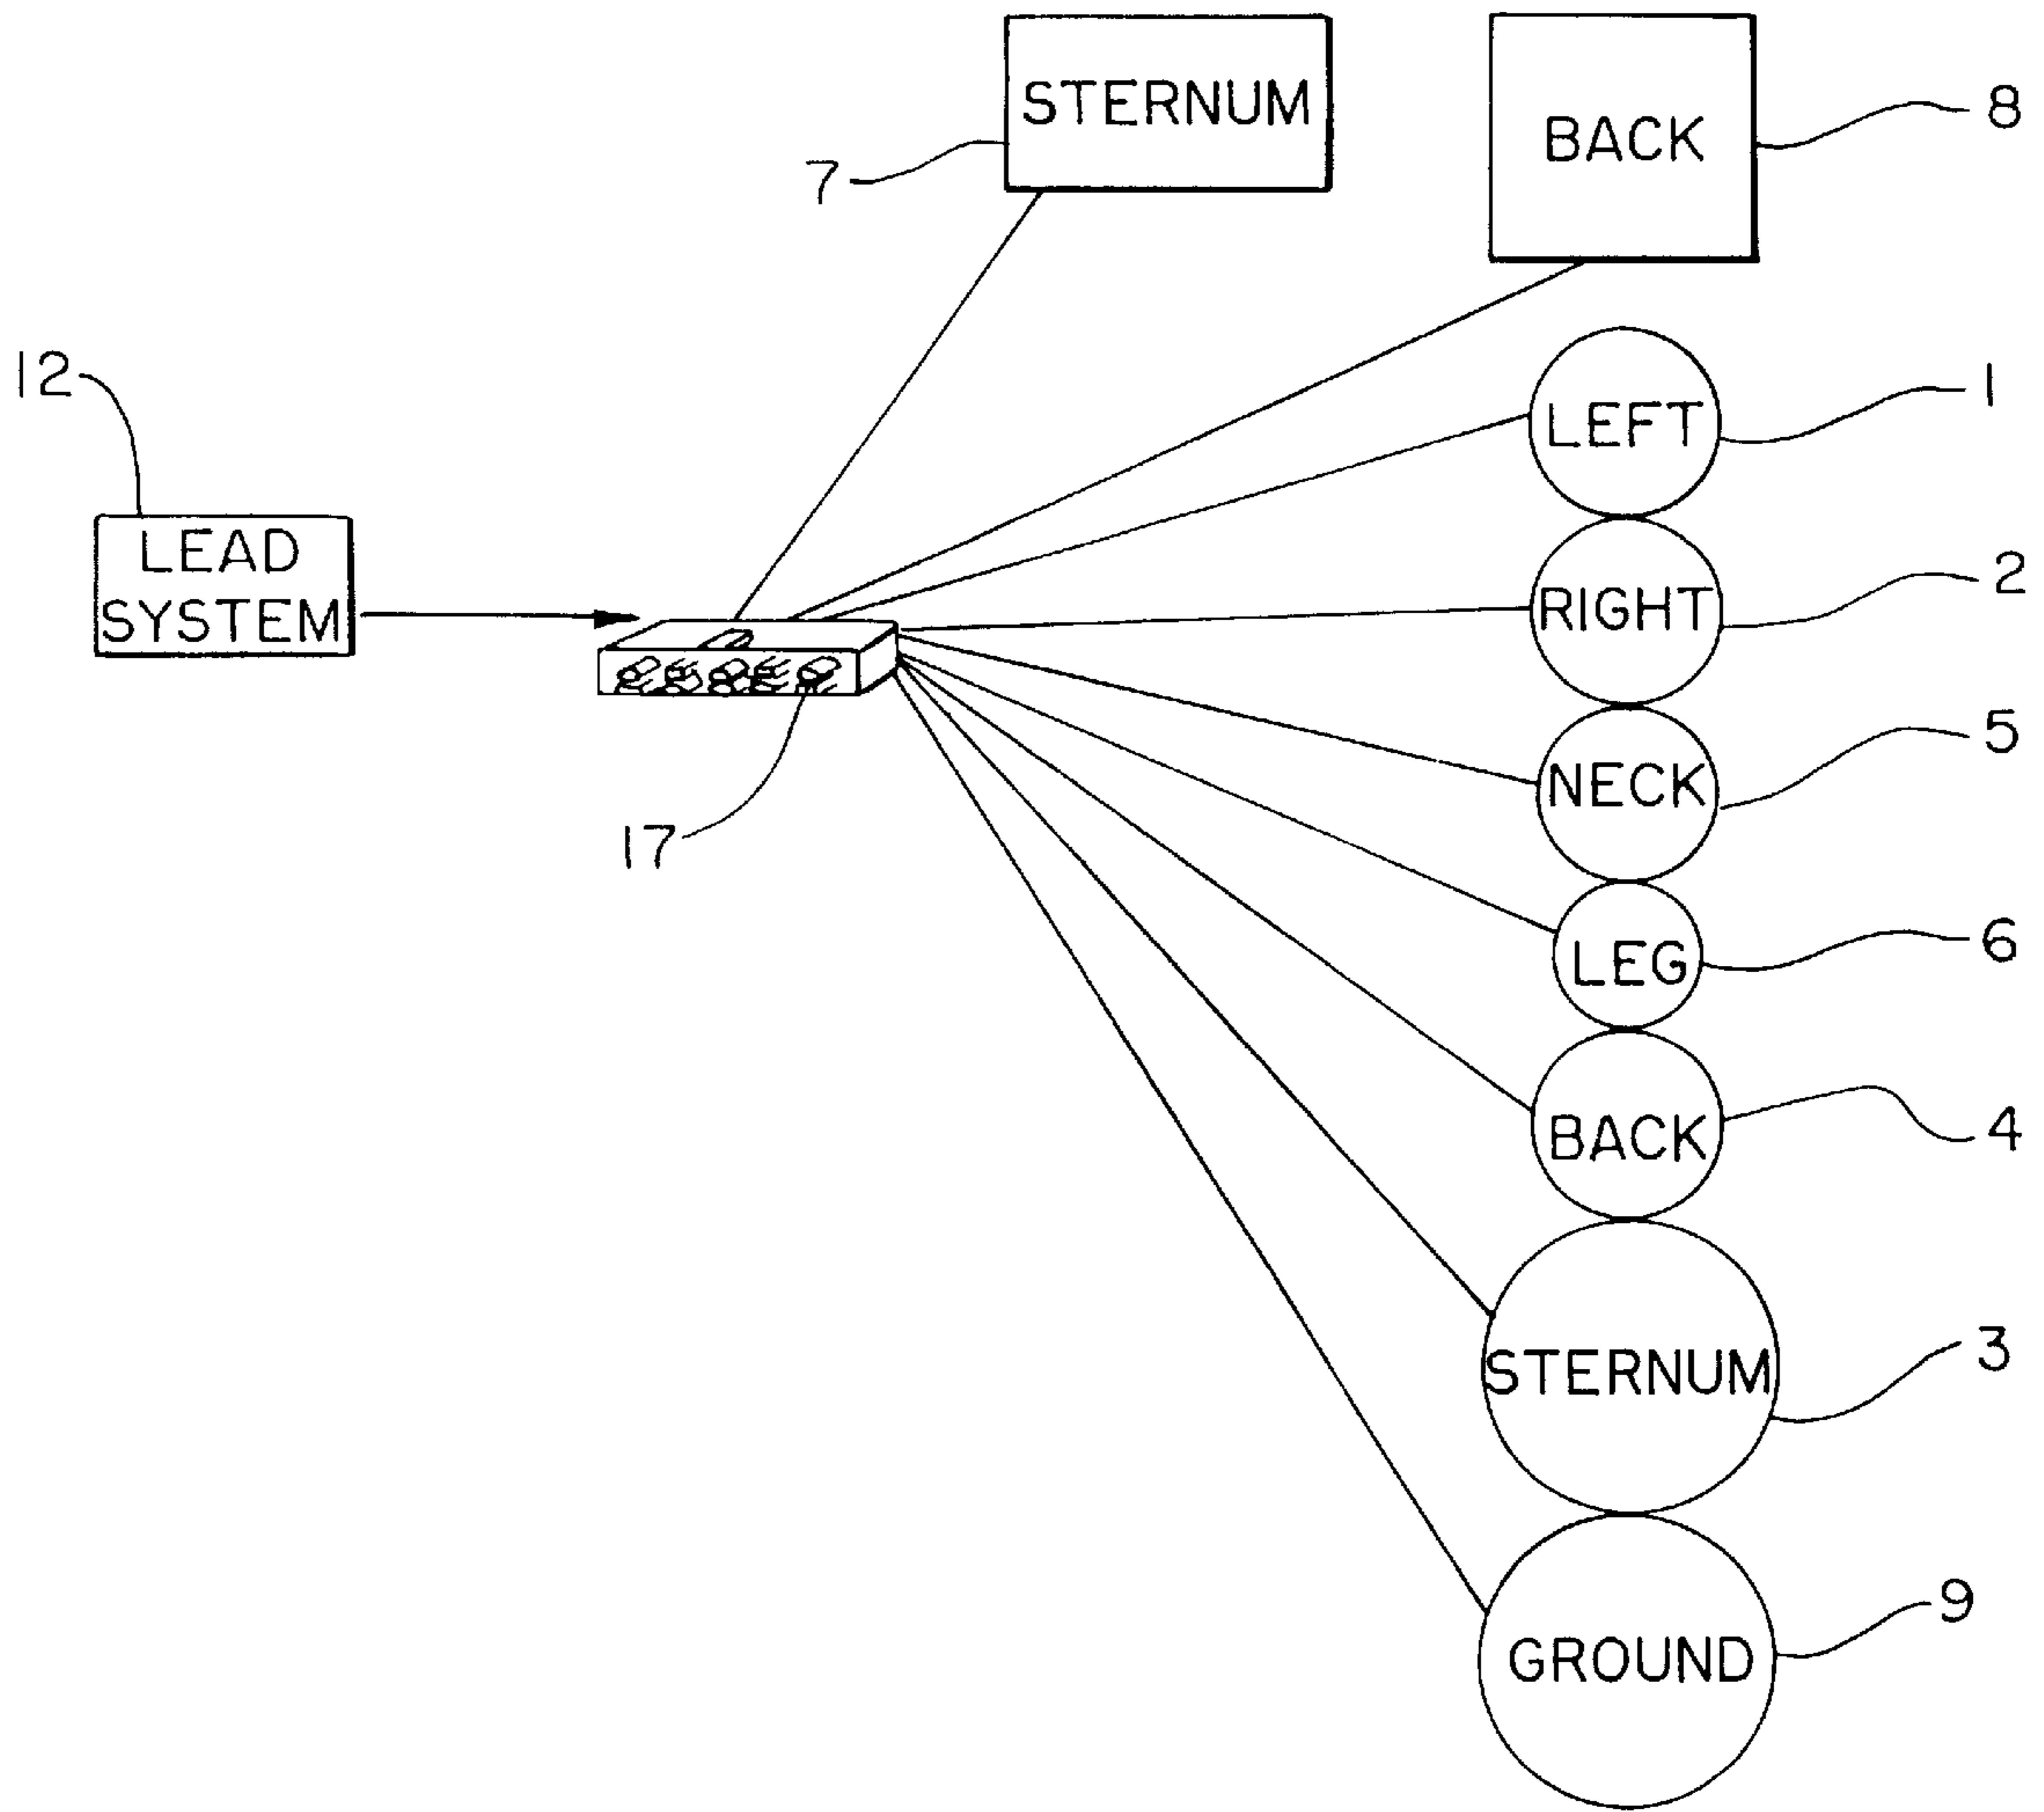 STERNUM
7
BACK
8
12
LEAD
SYSTEM
17
LEFT
1
RIGHT
2
NECK
5
LEG
6
BACK
4
STERNUM
3
GROUND
9